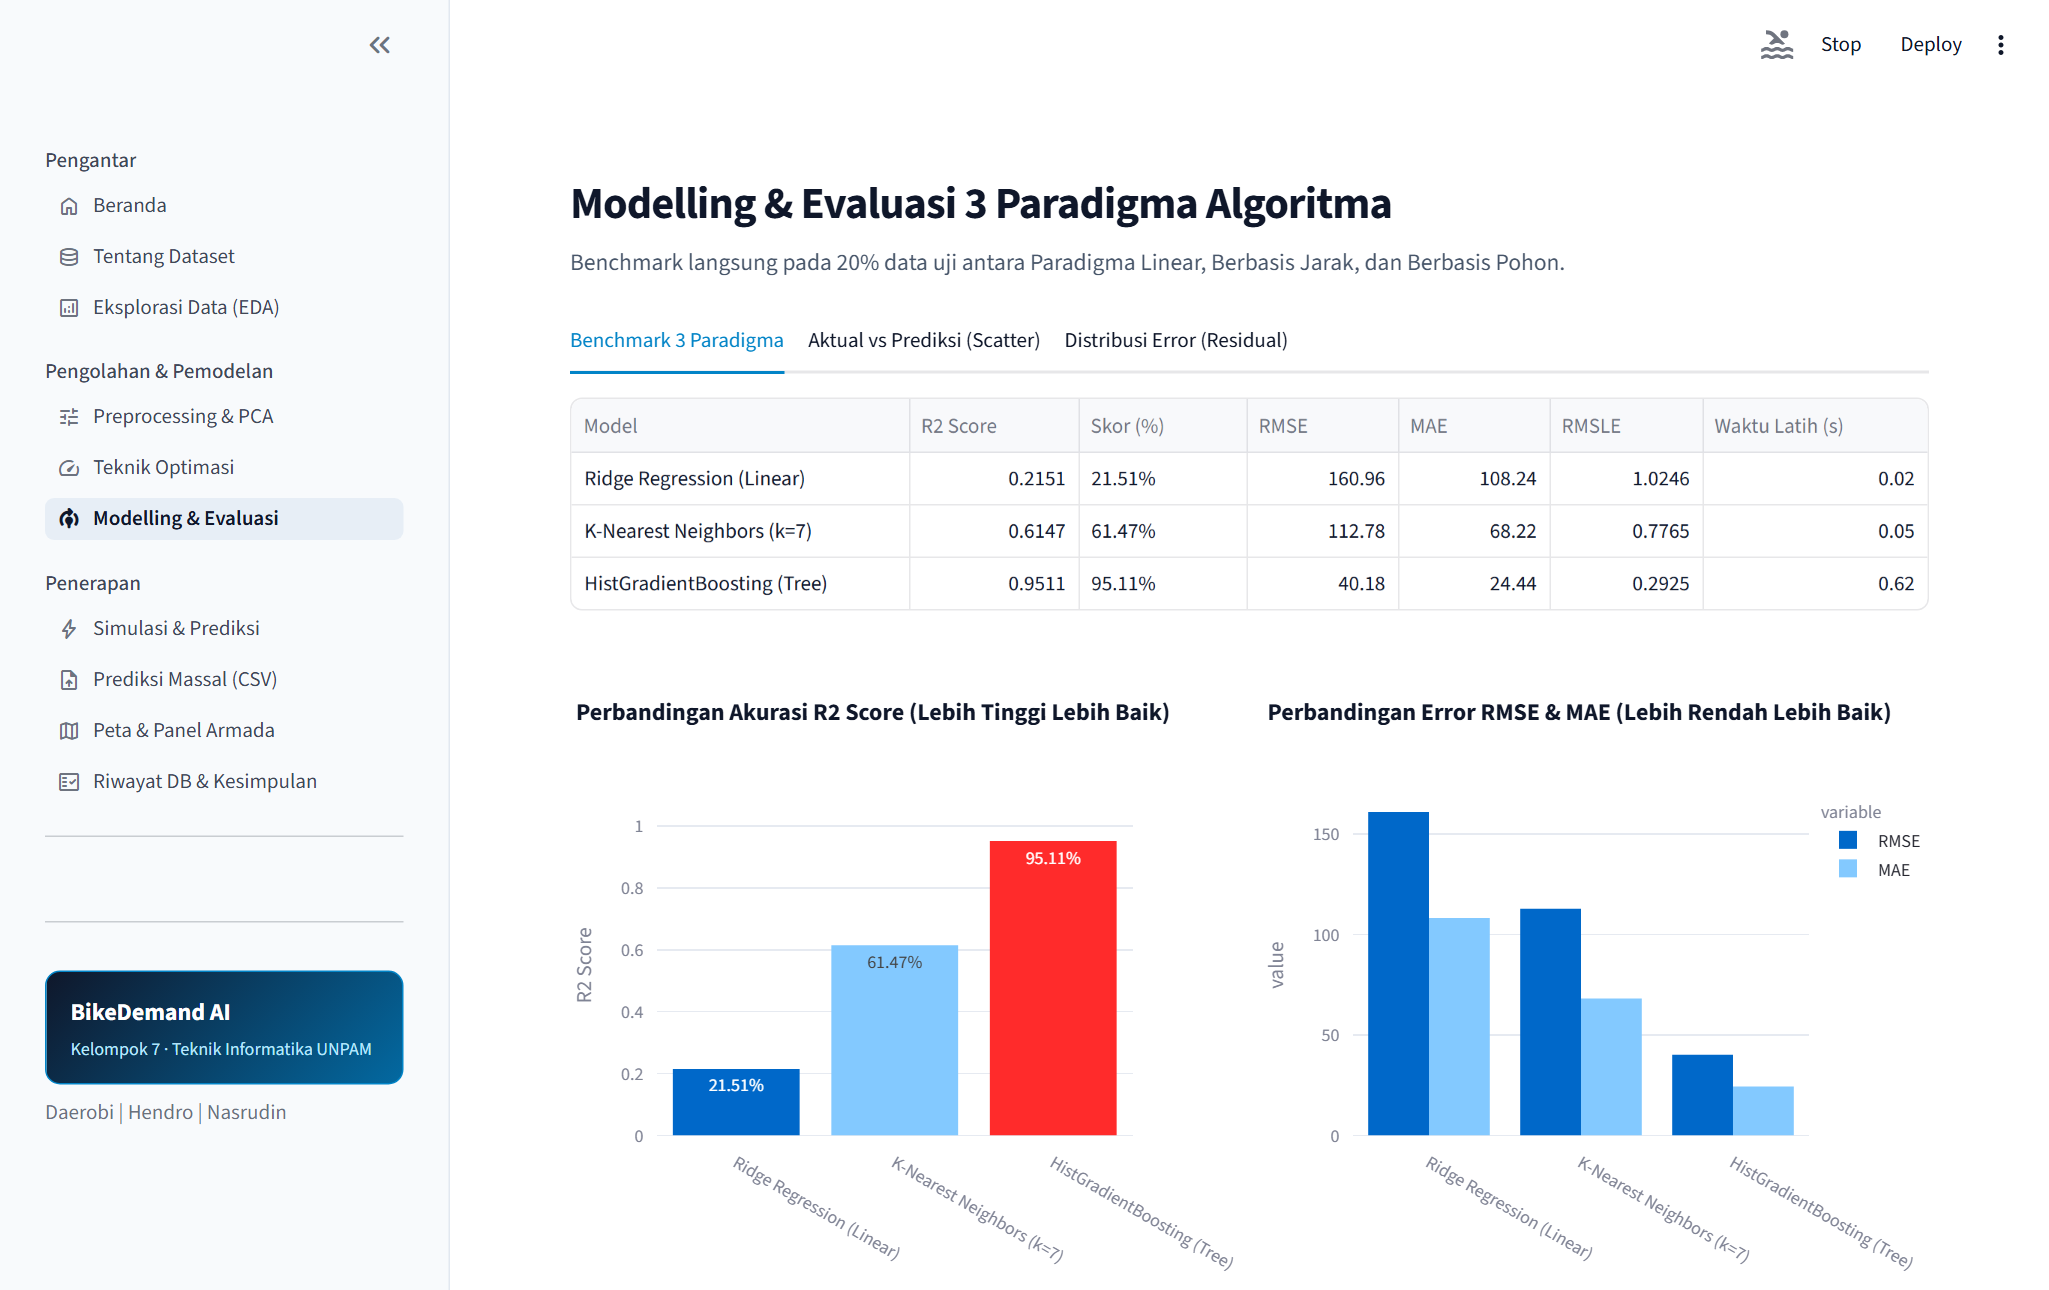 Stop
Deploy
Pengantar
Beranda
Tentang Dataset
Eksplorasi Data (EDA)
Pengolahan & Pemodelan
Preprocessing & PCA
Teknik Optimasi
Modelling & Evaluasi
Penerapan
Simulasi & Prediksi
Prediksi Massal (CSV)
Peta & Panel Armada
Riwayat DB & Kesimpulan
BikeDemand AI
Kelompok 7 · Teknik Informatika UNPAM
Daerobi | Hendro | Nasrudin
Modelling & Evaluasi 3 Paradigma Algoritma
Benchmark langsung pada 20% data uji antara Paradigma Linear, Berbasis Jarak, dan Berbasis Pohon.
Benchmark 3 Paradigma
Aktual vs Prediksi (Scatter)
Distribusi Error (Residual)
Model R2 Score Skor (%) RMSE MAE RMSLE Waktu Latih (s)
Ridge Regression (Linear) 0.2151 21.51% 160.96 108.24 1.0246 0.02
K-Nearest Neighbors (k=7) 0.6147 61.47% 112.78 68.22 0.7765 0.05
HistGradientBoosting (Tree) 0.9511 95.11% 40.18 24.44 0.2925 0.62
Perbandingan Akurasi R2 Score (Lebih Tinggi Lebih Baik)
R2 Score
1
0.8
0.6
0.4
0.2
0
21.51%
61.47%
95.11%
Ridge Regression (Linear)
K-Nearest Neighbors (k=7)
HistGradientBoosting (Tree)
Perbandingan Error RMSE & MAE (Lebih Rendah Lebih Baik)
value
150
100
50
0
variable
RMSE
MAE
Ridge Regression (Linear)
K-Nearest Neighbors (k=7)
HistGradientBoosting (Tree)